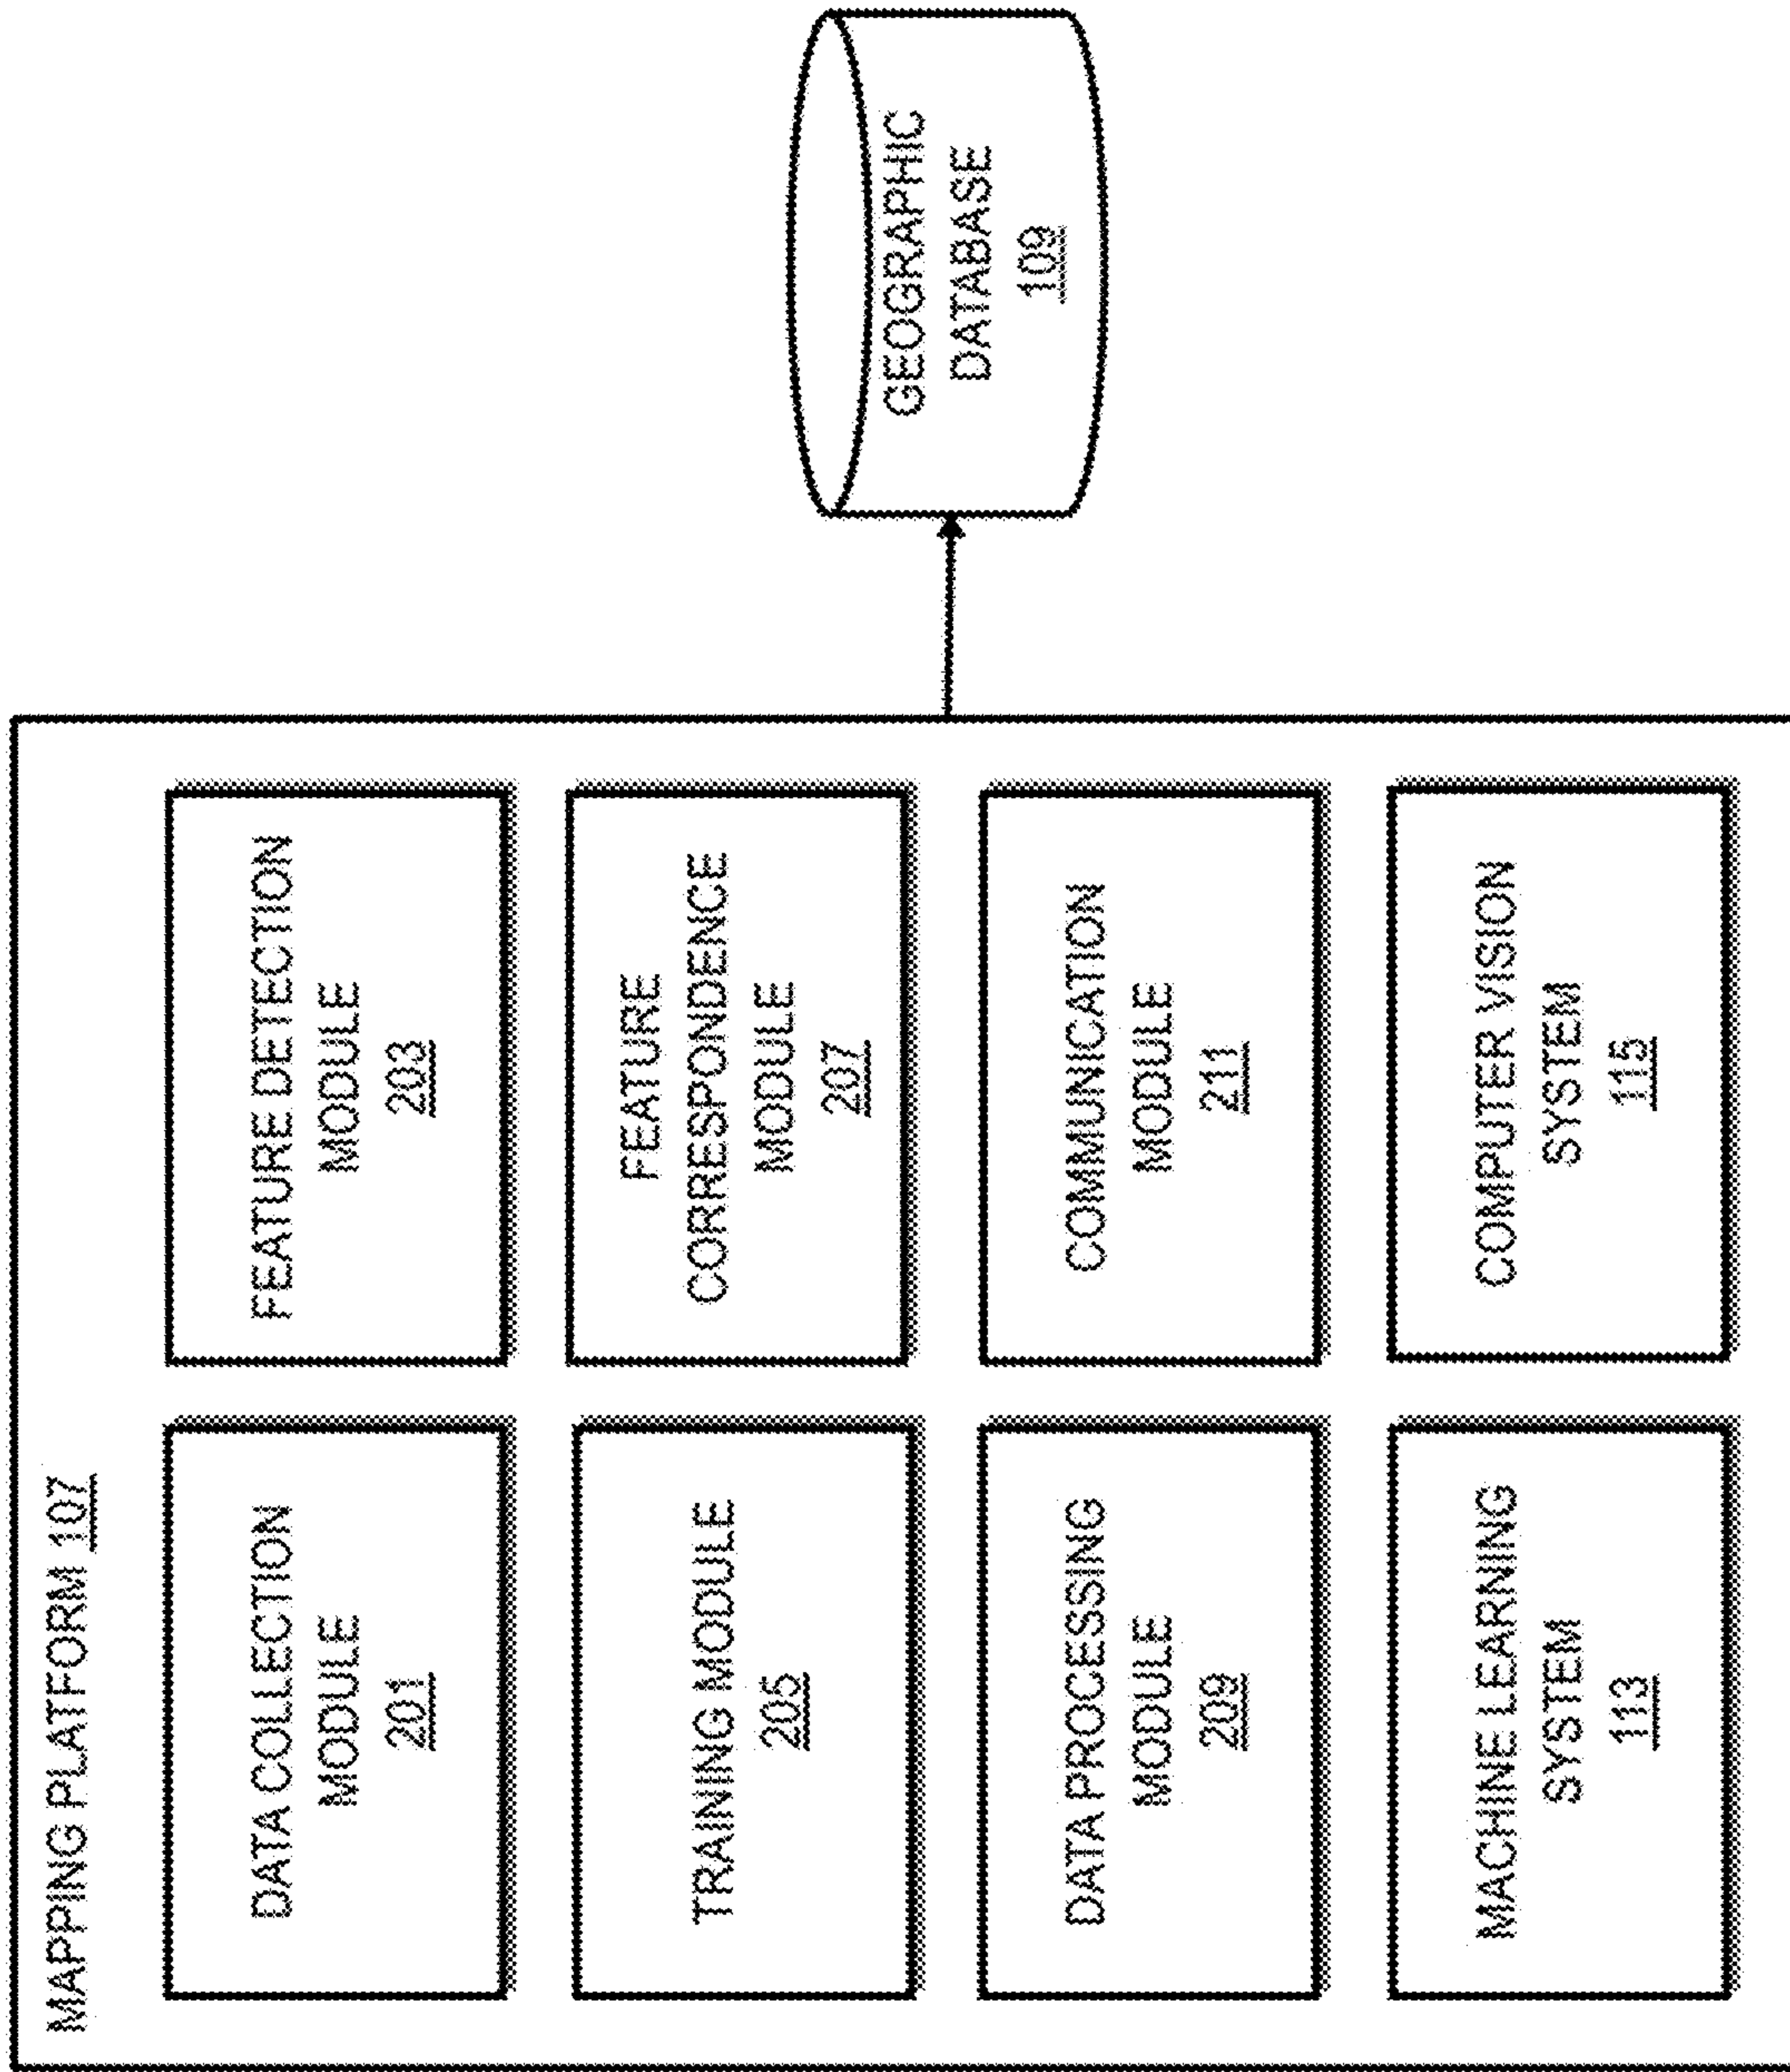 MAPPING PLATFORM 107
DATA COLLECTION
MODULE
201
FEATURE DETECTION
MODULE
203
TRAINING MODULE
205
FEATURE
CORRESPONDENCE
MODULE
207
DATA PROCESSING
MODULE
209
COMMUNICATION
MODULE
211
MACHINE LEARNING
SYSTEM
113
COMPUTER VISION
SYSTEM
115
GEOGRAPHIC
DATABASE
109